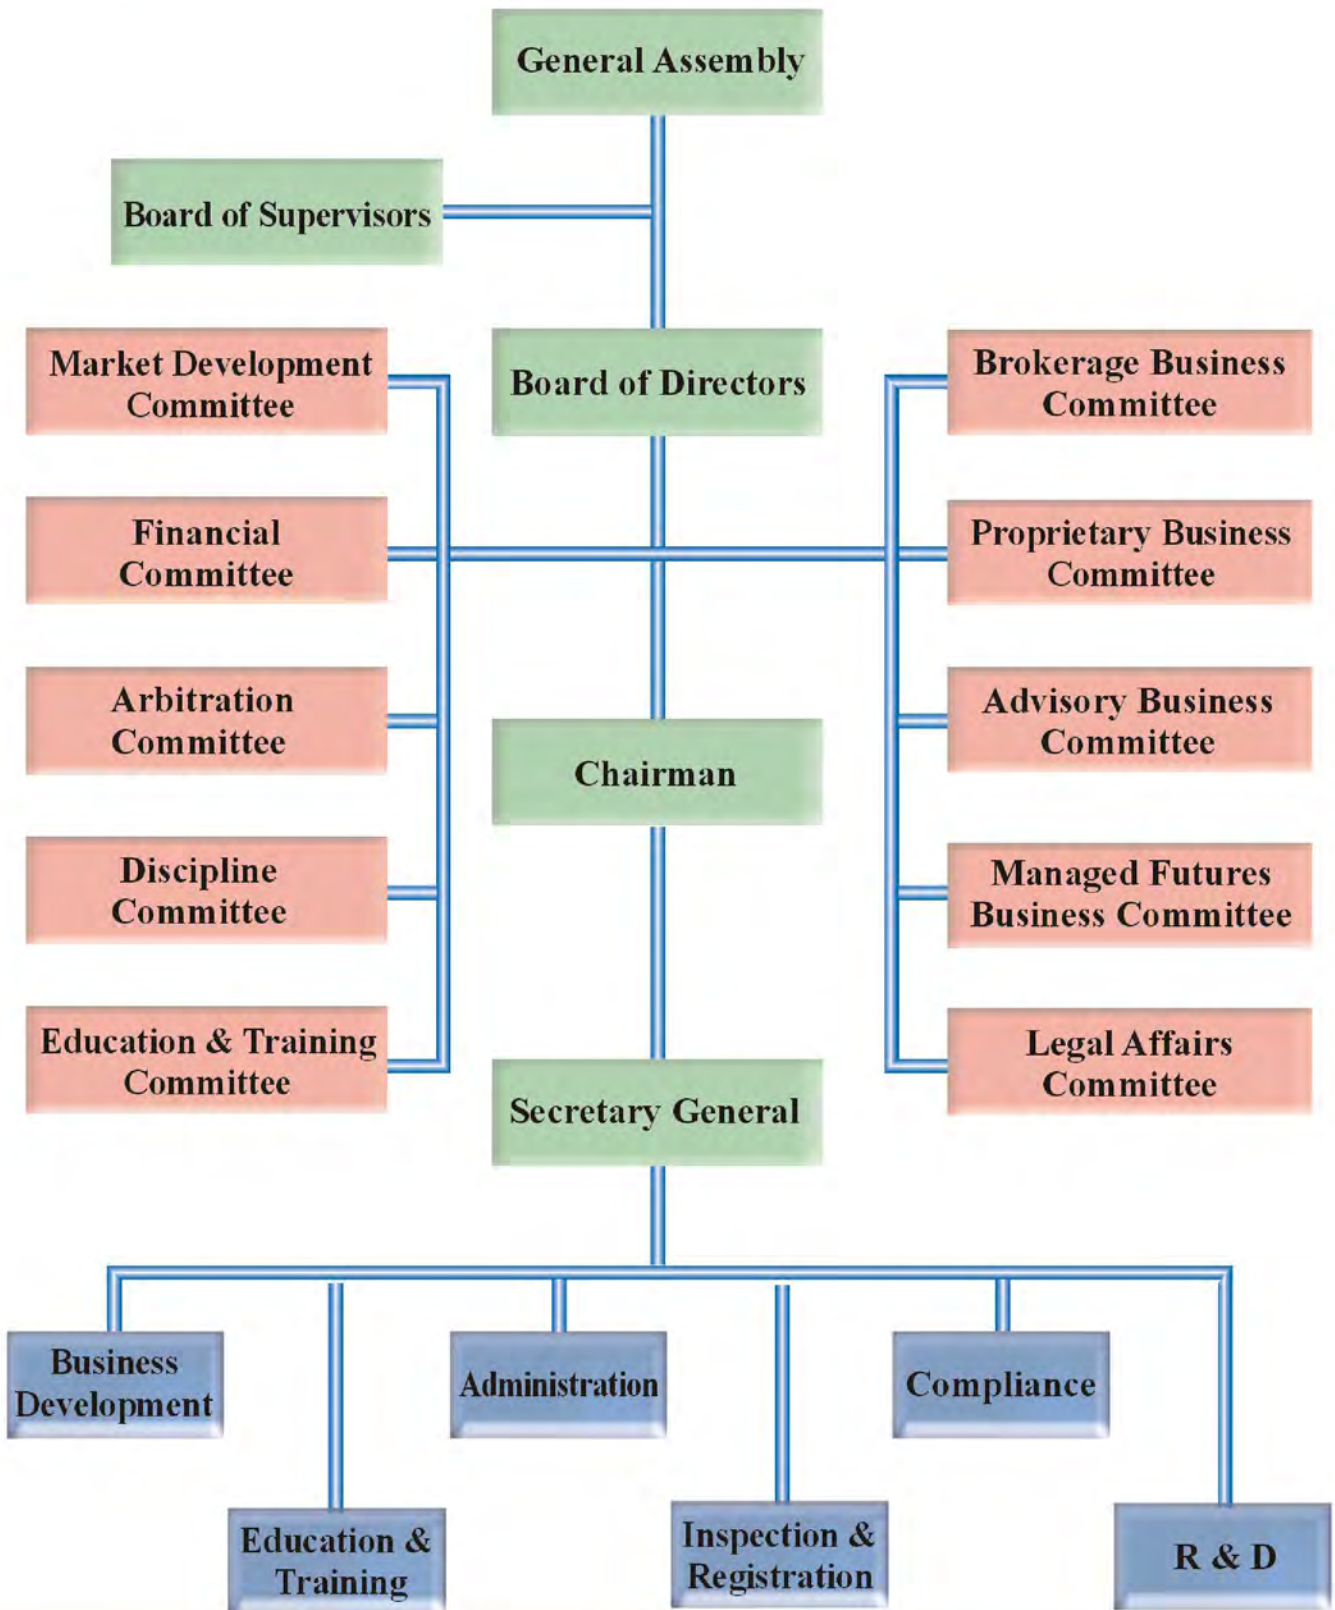 General Assembly
Board of Supervisors
Board of Directors
Market Development
Committee
Financial
Committee
Arbitration
Committee
Discipline
Committee
Education & Training
Committee
Brokerage Business
Committee
Proprietary Business
Committee
Advisory Business
Committee
Managed Futures
Business Committee
Legal Affairs
Committee
Chairman
Secretary General
Business
Development
Education &
Training
Administration
Inspection &
Registration
Compliance
R & D